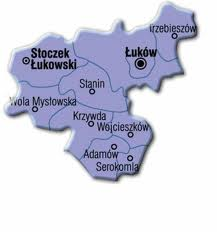 Trzebieszów
Stoczek
Łukowski
Łuków
Stanin
Wola Mysłowska
Krzywda
Wojcieszków
Adamów
Serokomla